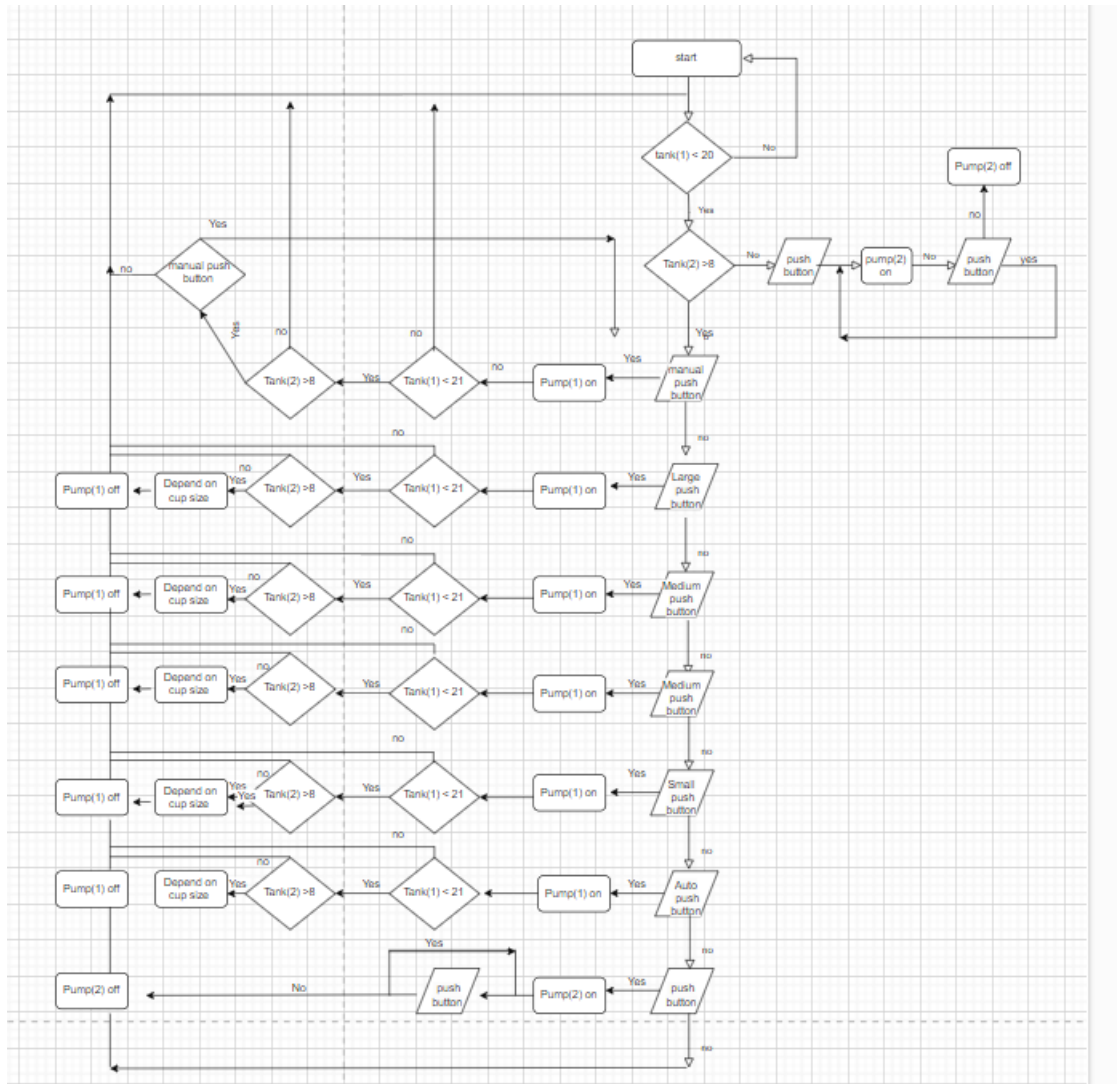 start
tank(1) < 20
No
Pump(2) off
Yes
no
Yes
manual push
button
no
Tank(2) >8
No
push
button
pump(2)
on
No
push
button
yes
Yes
no
no
Yes
Yes
no
Tank(2) >8
Yes
Tank(1) < 21
Pump(1) on
manual
push
button
no
no
no
Pump(1) off
Depend on
cup size
Yes
Tank(2) >8
Yes
Tank(1) < 21
Pump(1) on
Yes
Large
push
button
no
no
no
Pump(1) off
Depend on
cup size
Yes
Tank(2) >8
Yes
Tank(1) < 21
Pump(1) on
Yes
Medium
push
button
no
no
no
Pump(1) off
Depend on
cup size
Yes
Tank(2) >8
Yes
Tank(1) < 21
Pump(1) on
Yes
Medium
push
button
no
no
no
Pump(1) off
Depend on
cup size
Yes
Yes
Tank(2) >8
Yes
Tank(1) < 21
Pump(1) on
Yes
Small
push
button
no
no
no
Pump(1) off
Depend on
cup size
Yes
Tank(2) >8
Yes
Tank(1) < 21
Pump(1) on
Yes
Auto
push
button
no
Yes
Pump(2) off
No
push
button
Pump(2) on
Yes
push
button
no